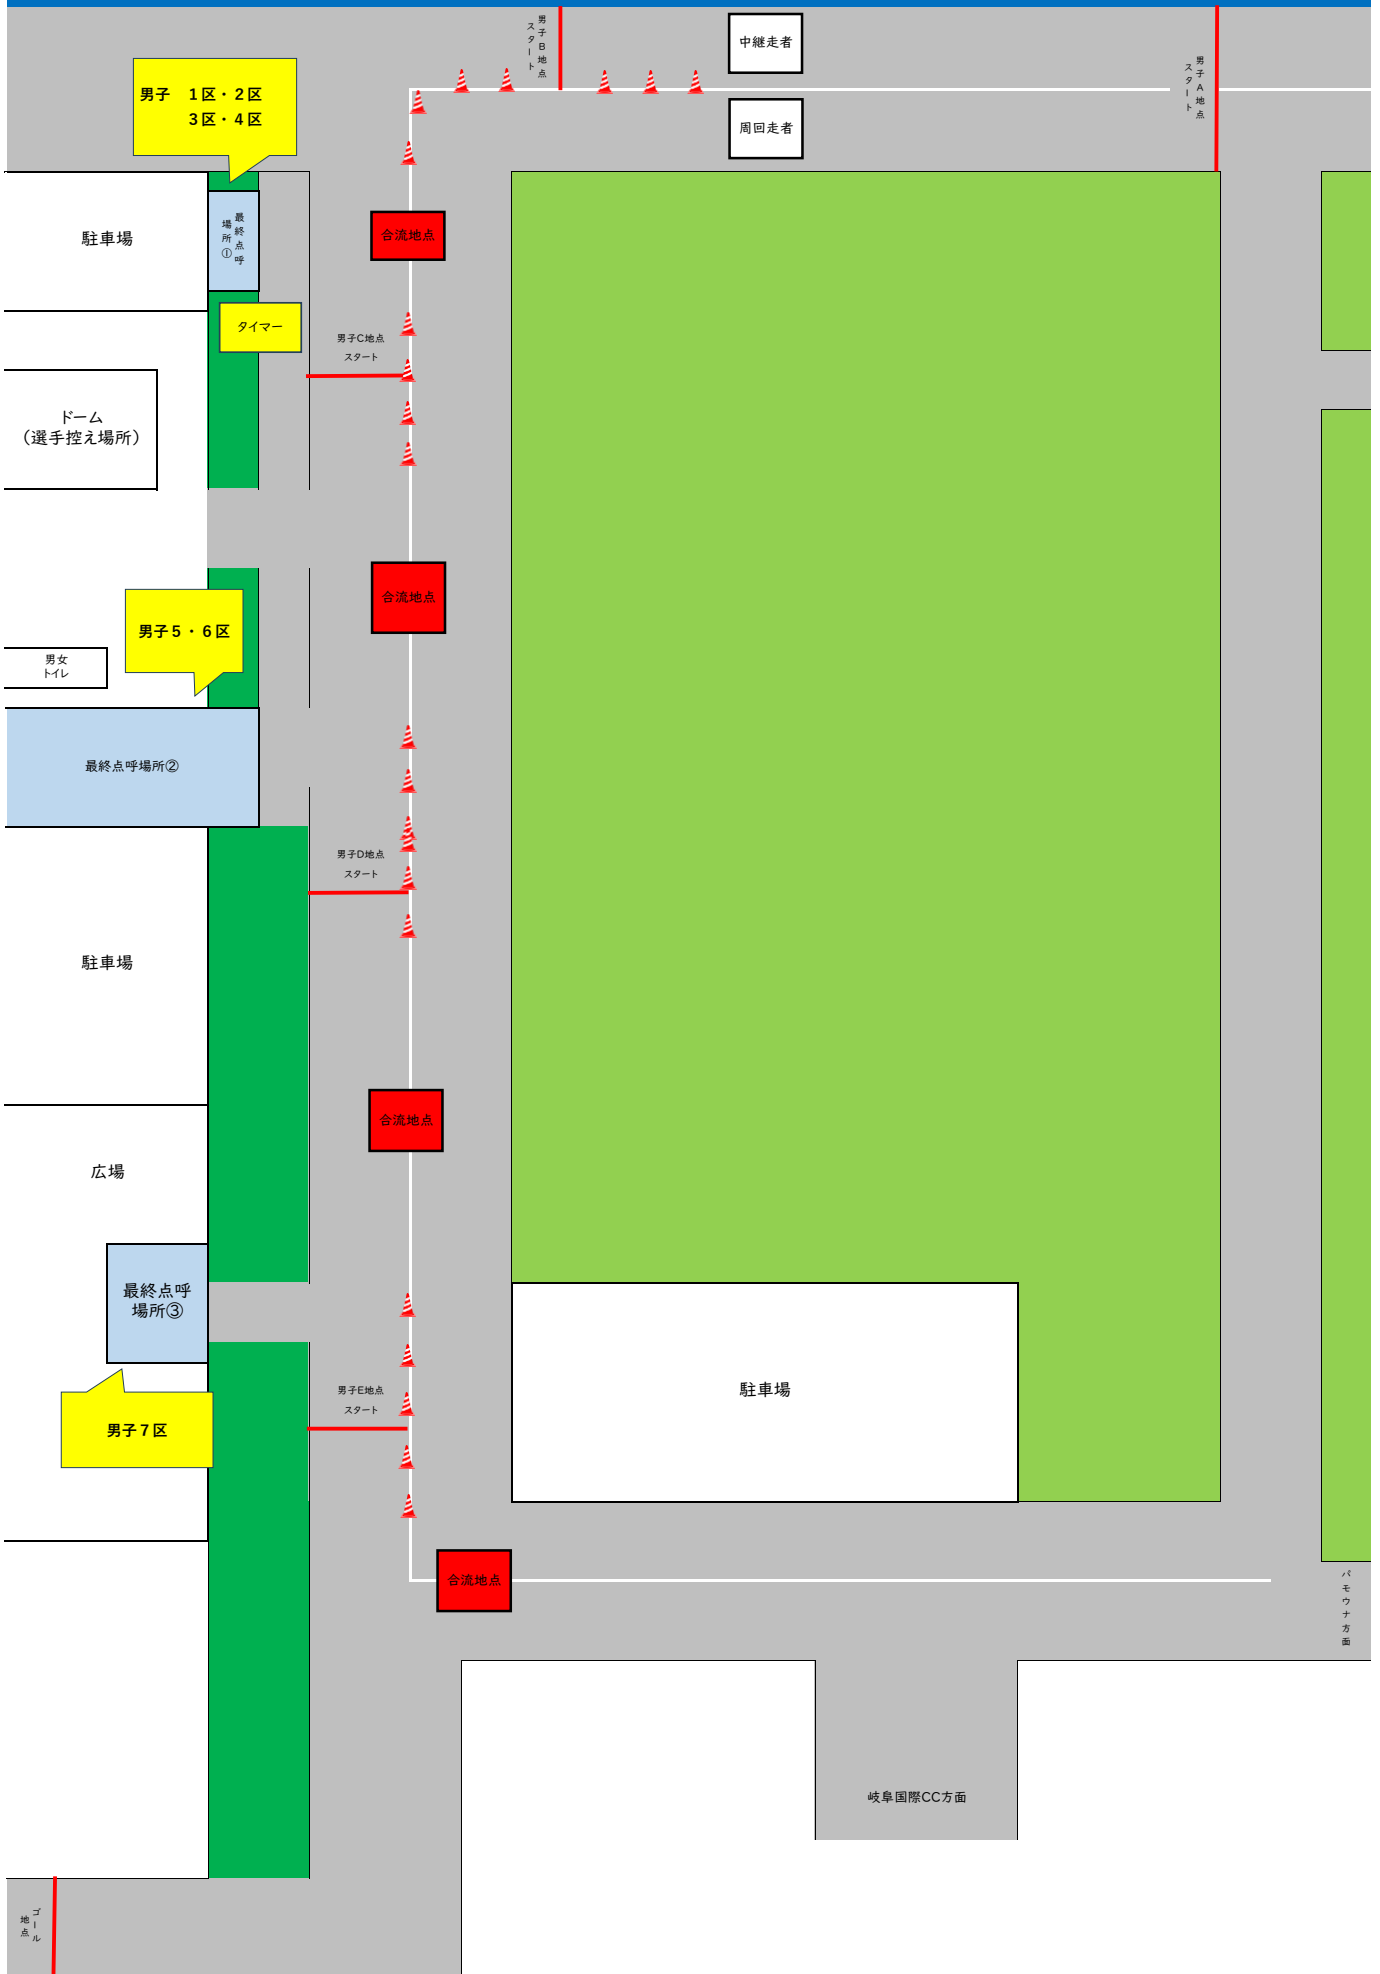 男子B地点
スタート
中継走者
男子A地点
スタート
男子　1区・2区
3区・4区
周回走者
最終点呼
場所①
駐車場
合流地点
タイマー
男子C地点
スタート
ドーム
（選手控え場所）
合流地点
男子5・6区
男女
トイレ
最終点呼場所②
男子D地点
スタート
駐車場
合流地点
広場
最終点呼
場所③
男子E地点
スタート
駐車場
男子7区
合流地点
パモウナ方面
岐阜国際CC方面
ゴール
地点